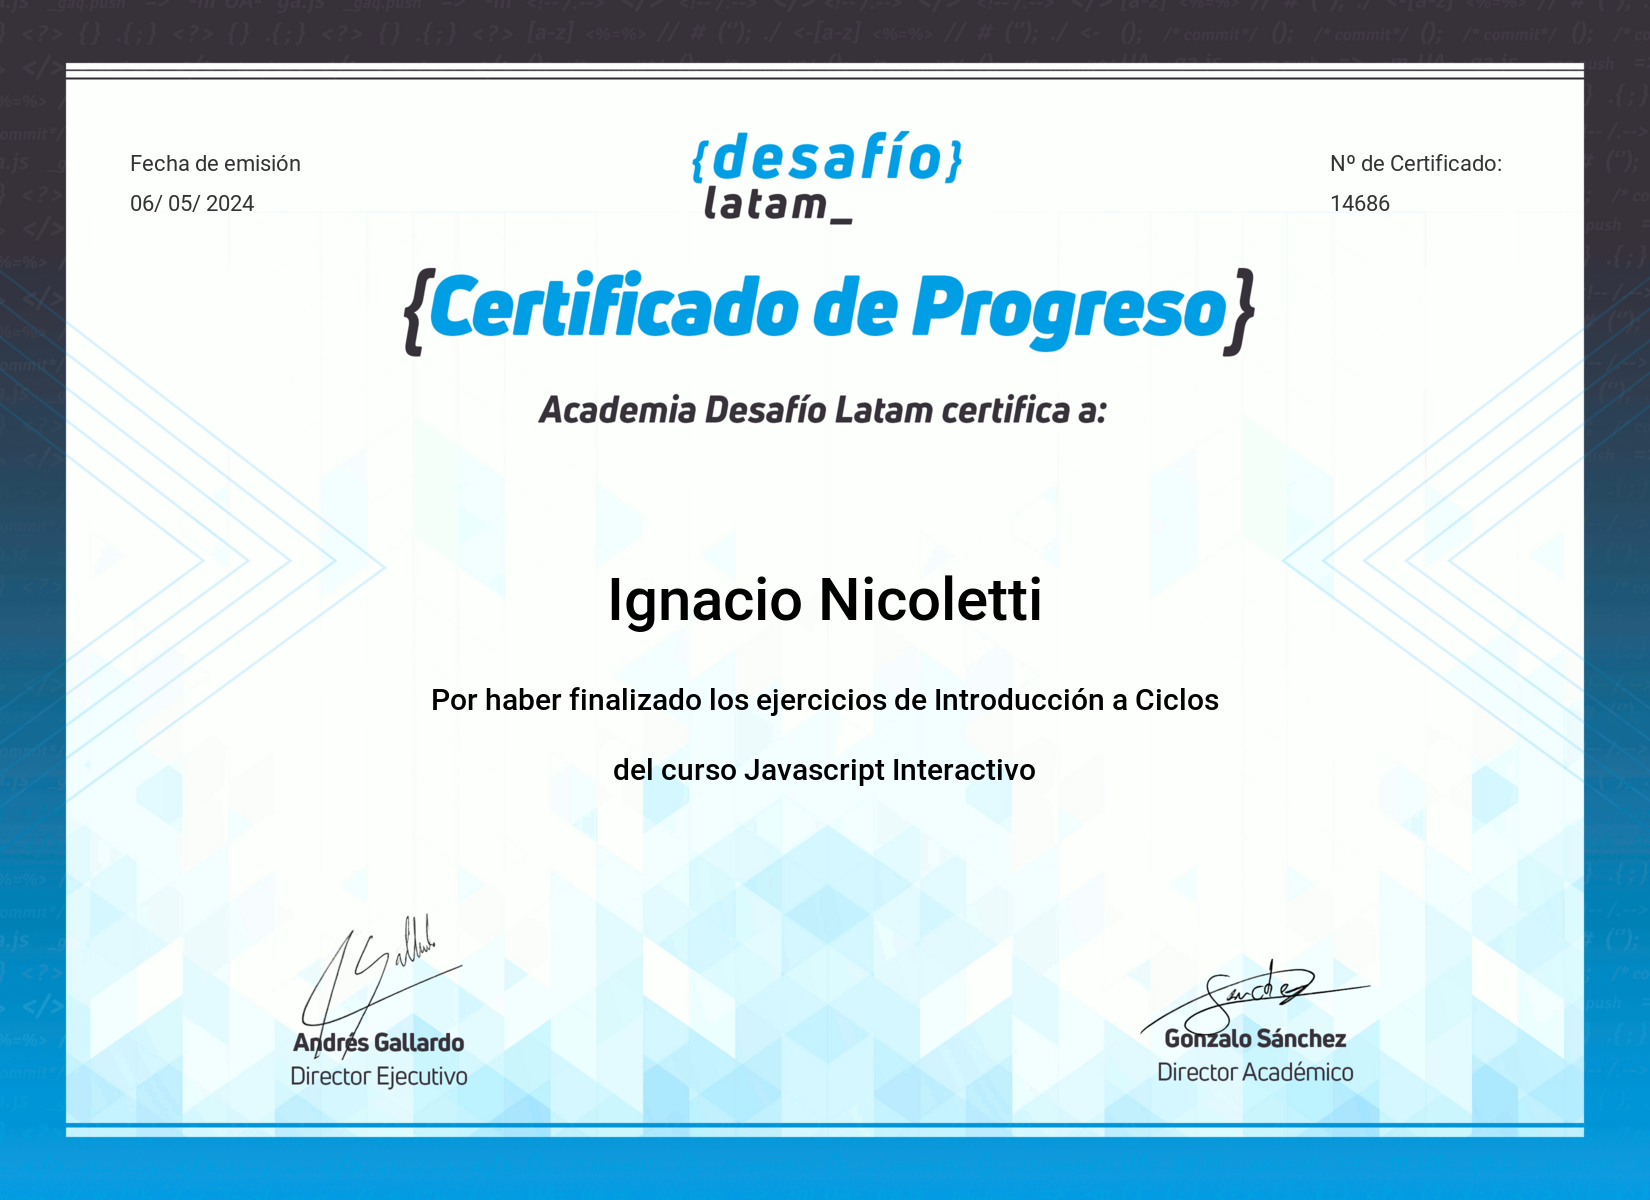 Fecha de emisión
06/ 05/ 2024
{desafío}
latam_
Nº de Certificado:
14686
{Certificado de Progreso}
Academia Desafío Latam certifica a:
Ignacio Nicoletti
Por haber finalizado los ejercicios de Introducción a Ciclos
del curso Javascript Interactivo
Andrés Gallardo
Director Ejecutivo
Gonzalo Sánchez
Director Académico